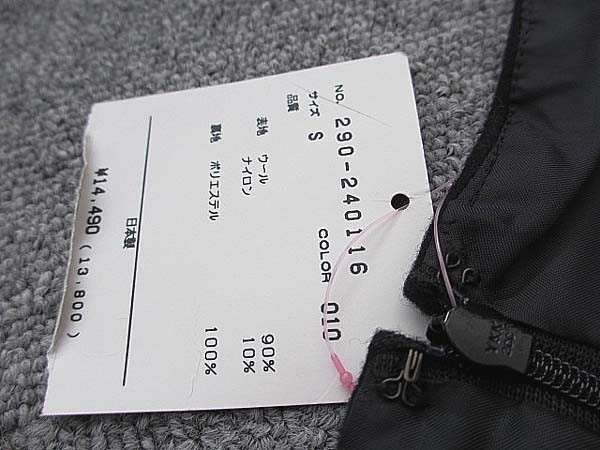 NO. 290-240116
サイズ S COLOR 010
品質
表地 ウール 90%
ナイロン 10%
裏地 ポリエステル 100%
日本製
¥14,490 (13,800)
YKK